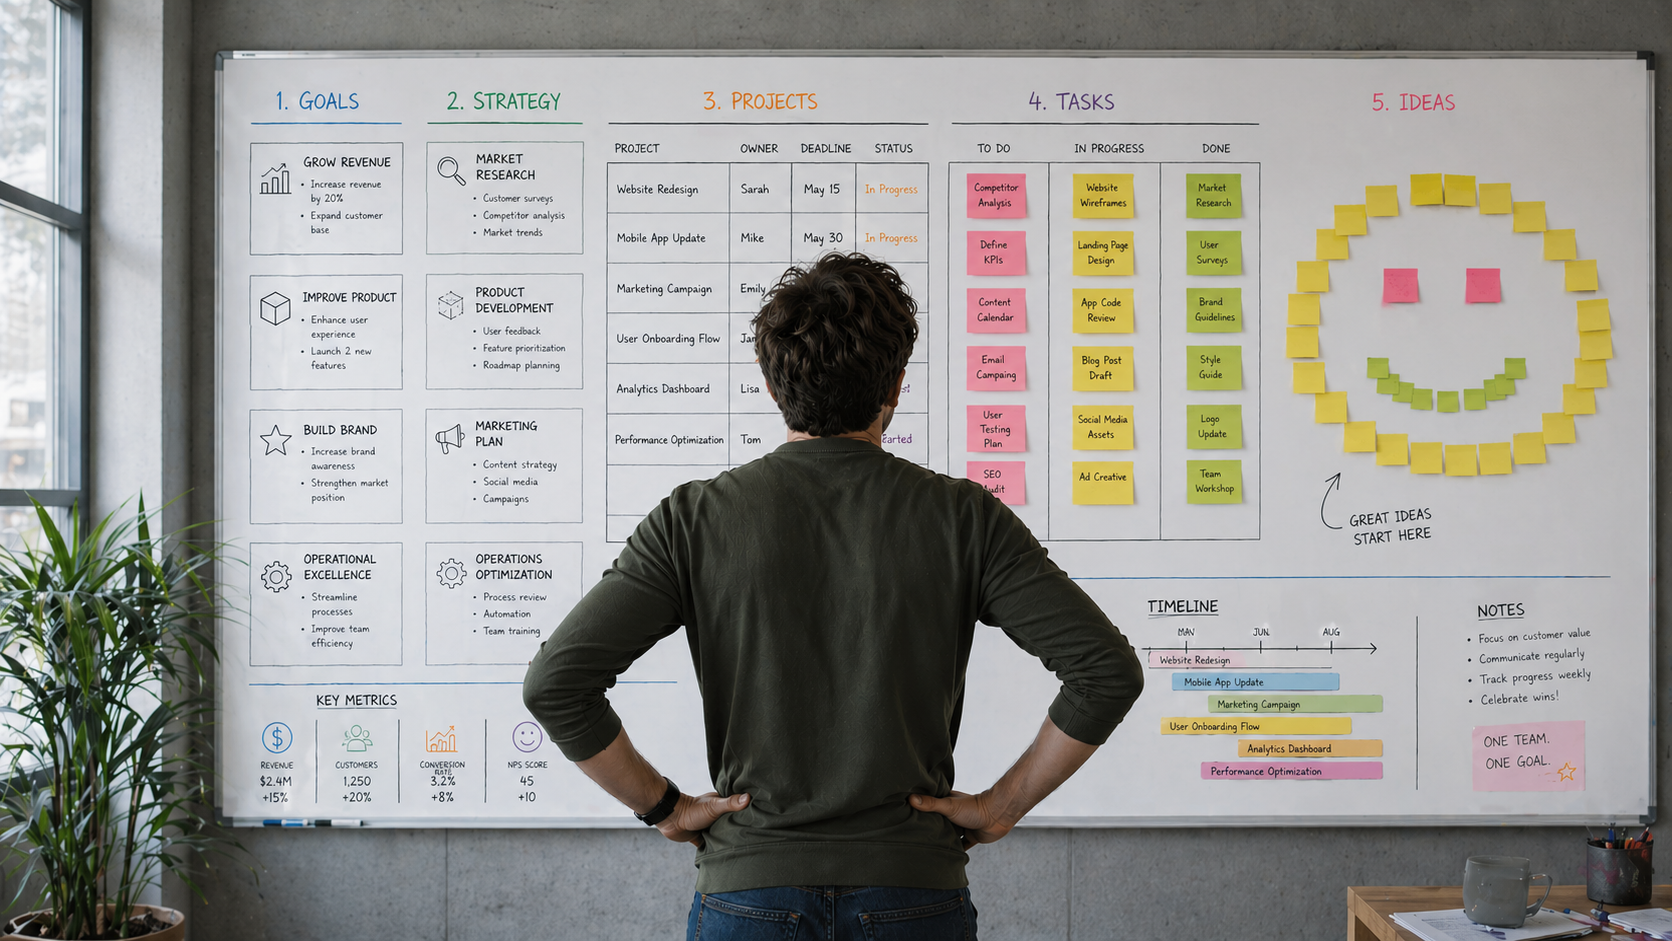 1. GOALS
GROW REVENUE
• Increase revenue
by 20%
• Expand customer
base
IMPROVE PRODUCT
• Enhance user
experience
• Launch 2 new
features
BUILD BRAND
• Increase brand
awareness
• Strengthen market
position
OPERATIONAL
EXCELLENCE
• Streamline
processes
• Improve team
efficiency
2. STRATEGY
MARKET
RESEARCH
• Customer surveys
• Competitor analysis
• Market trends
PRODUCT
DEVELOPMENT
• User feedback
• Feature prioritization
• Roadmap planning
MARKETING
PLAN
• Content strategy
• Social media
• Campaigns
OPERATIONS
OPTIMIZATION
• Process review
• Automation
• Team training
3. PROJECTS
PROJECT OWNER DEADLINE STATUS
Website Redesign Sarah May 15 In Progress
Mobile App Update Mike May 30 In Progress
Marketing Campaign Emily
User Onboarding Flow
Analytics Dashboard Lisa
Performance Optimization Tom
4. TASKS
TO DO
Competitor
Analysis
Define
KPIs
Content
Calendar
Email
Campaing
User
Testing
Plan
SEO
Audit
IN PROGRESS
Website
Wireframes
Landing Page
Design
App Code
Review
Blog Post
Draft
Social Media
Assets
Ad Creative
DONE
Market
Research
User
Surveys
Brand
Guidelines
Style
Guide
Logo
Update
Team
Workshop
5. IDEAS
GREAT IDEAS
START HERE
KEY METRICS
$
REVENUE
$2.4M
+15%
CUSTOMERS
1,250
+20%
CONVERSION
RATE
3.2%
+8%
NPS SCORE
45
+10
TIMELINE
MAY JUN AUG
Website Redesign
Mobile App Update
Marketing Campaign
User Onboarding Flow
Analytics Dashboard
Performance Optimization
NOTES
• Focus on customer value
• Communicate regularly
• Track progress weekly
• Celebrate wins!
ONE TEAM.
ONE GOAL.